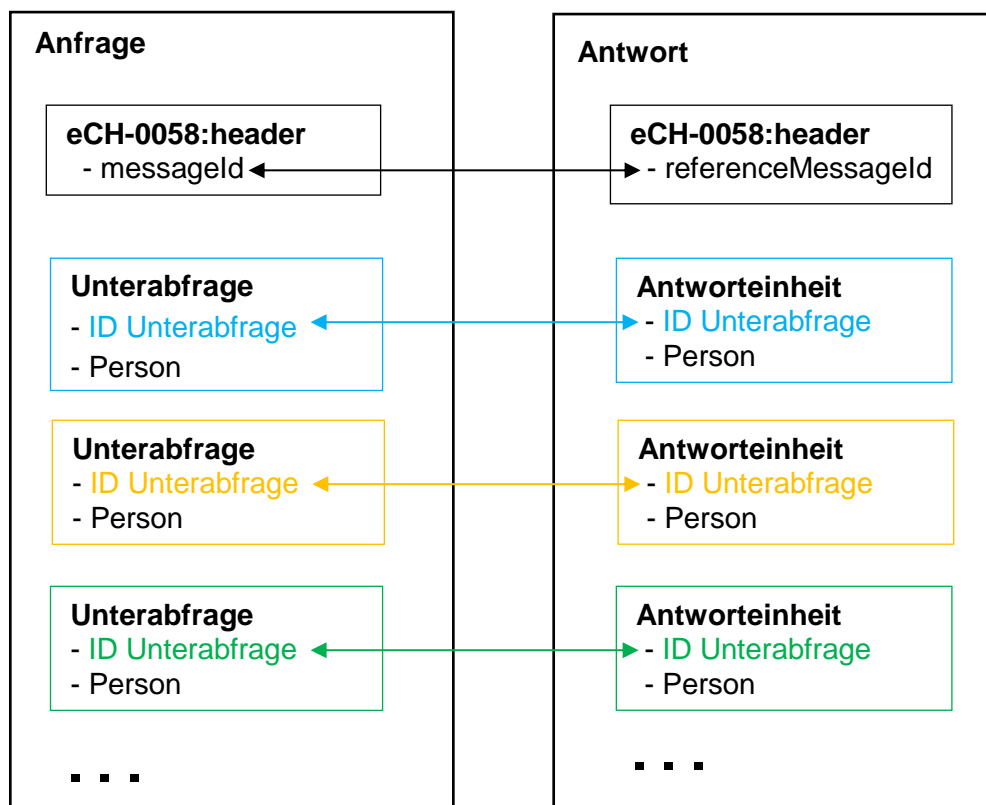 Anfrage
eCH-0058:header
- messageId
Unterabfrage
- ID Unterabfrage
- Person
Unterabfrage
- ID Unterabfrage
- Person
Unterabfrage
- ID Unterabfrage
- Person
. . .
Antwort
eCH-0058:header
- referenceMessageId
Antworteinheit
- ID Unterabfrage
- Person
Antworteinheit
- ID Unterabfrage
- Person
Antworteinheit
- ID Unterabfrage
- Person
. . .